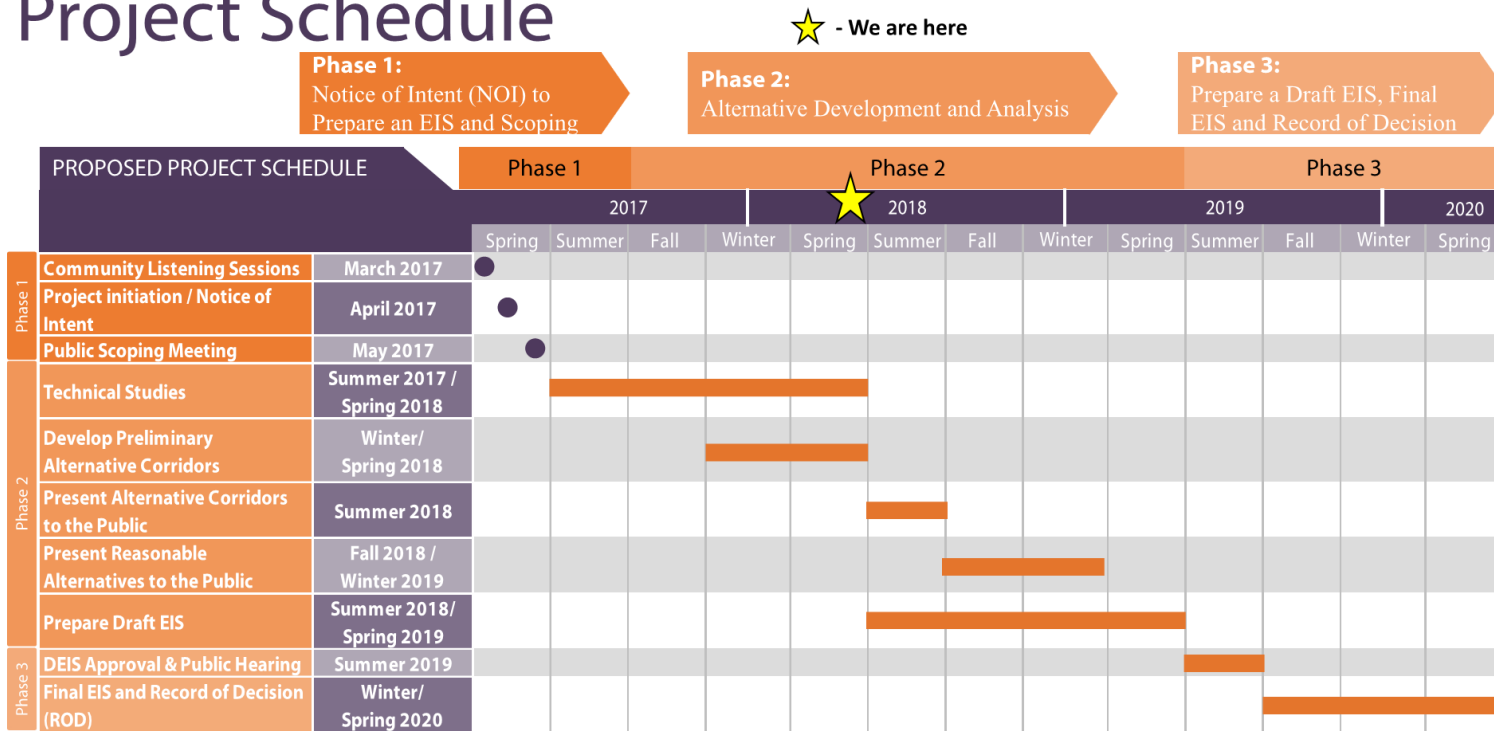 Project Schedule
- We are here
Phase 1:
Notice of Intent (NOI) to
Prepare an EIS and Scoping
Phase 2:
Alternative Development and Analysis
Phase 3:
Prepare a Draft EIS, Final
EIS and Record of Decision
PROPOSED PROJECT SCHEDULE
Phase 1
Phase 2
Phase 3
2017
2018
2019
2020
Spring Summer Fall Winter Spring Summer Fall Winter Spring Summer Fall Winter Spring
Phase 1
Community Listening Sessions
March 2017
Project initiation / Notice of
Intent
April 2017
Public Scoping Meeting
May 2017
Phase 2
Technical Studies
Summer 2017 /
Spring 2018
Develop Preliminary
Alternative Corridors
Winter/
Spring 2018
Present Alternative Corridors
to the Public
Summer 2018
Present Reasonable
Alternatives to the Public
Fall 2018 /
Winter 2019
Prepare Draft EIS
Summer 2018/
Spring 2019
Phase 3
DEIS Approval & Public Hearing
Summer 2019
Final EIS and Record of Decision
(ROD)
Winter/
Spring 2020